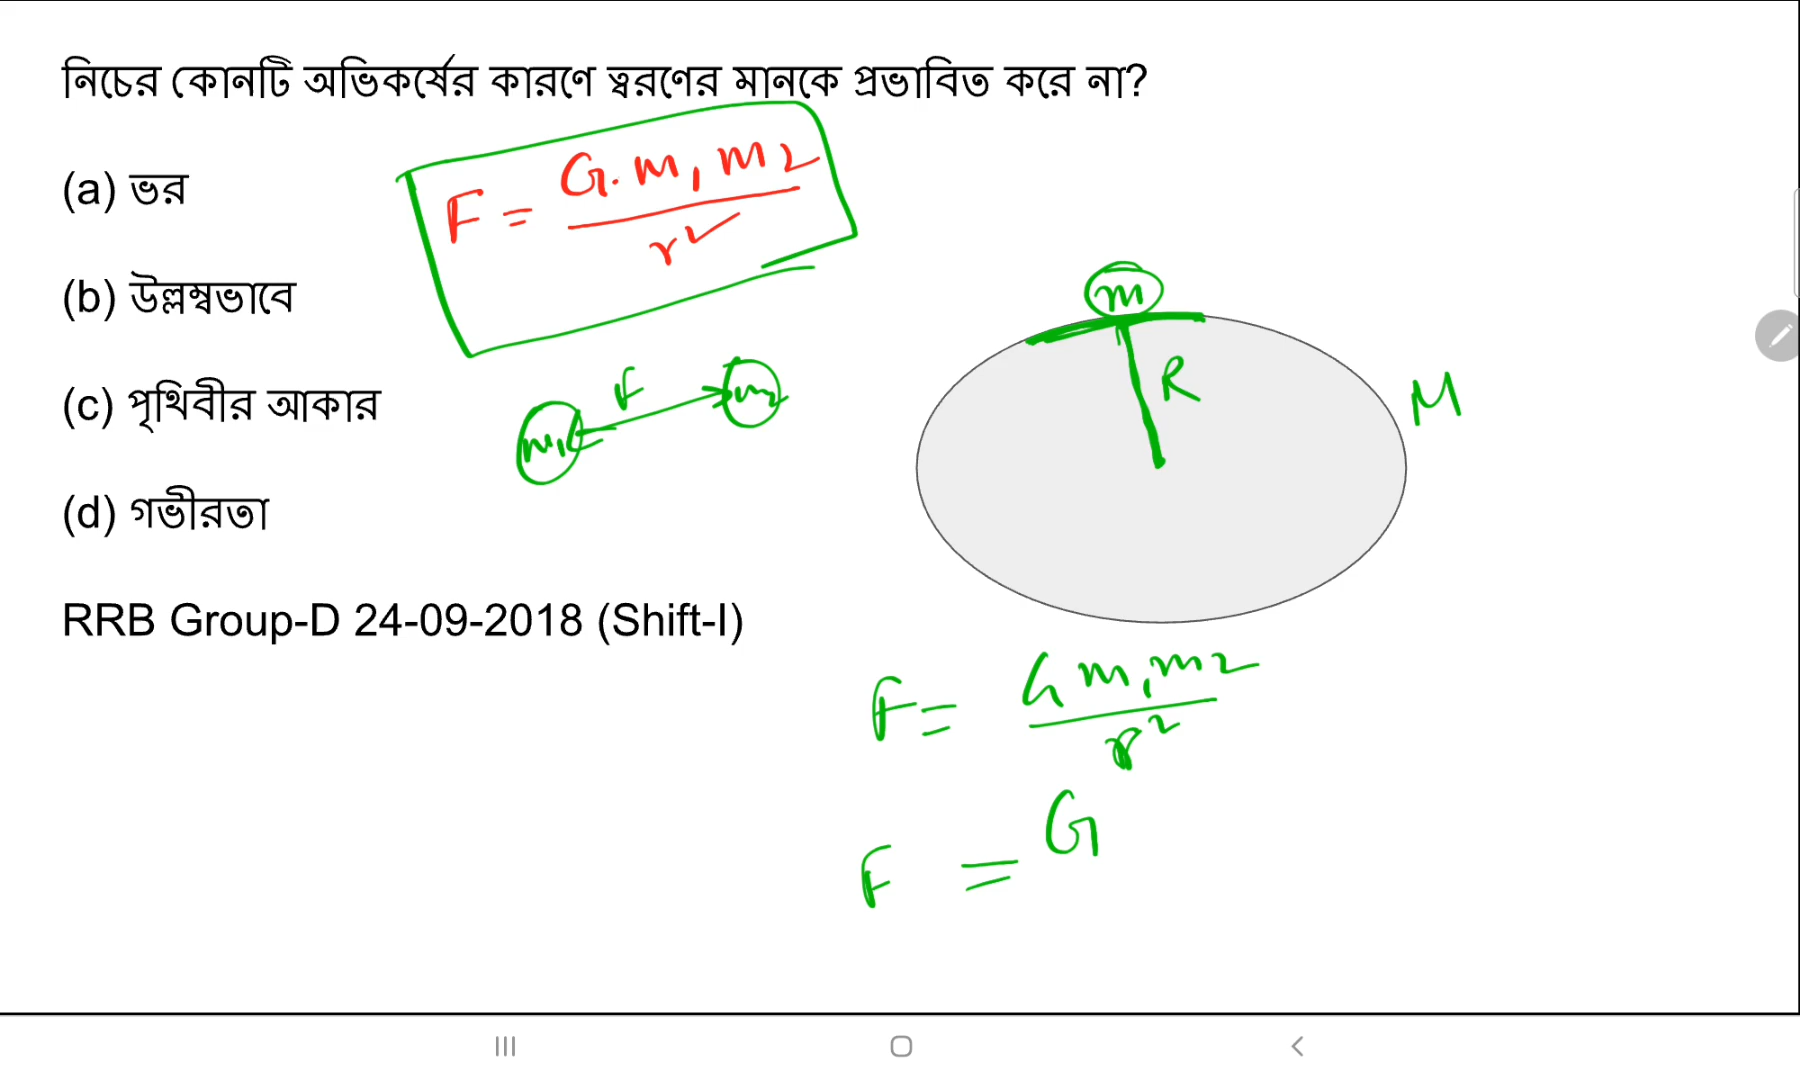 নিচের কোনটি অভিকর্ষের কারণে ত্বরণের মানকে প্রভাবিত করে না?
(a) ভর
F = G.m₁m₂ / r²
(b) উল্লম্বভাবে
m
R
M
F
m₁
m₂
(c) পৃথিবীর আকার
(d) গভীরতা
RRB Group-D 24-09-2018 (Shift-I)
F = G m₁m₂ / r²
F = G